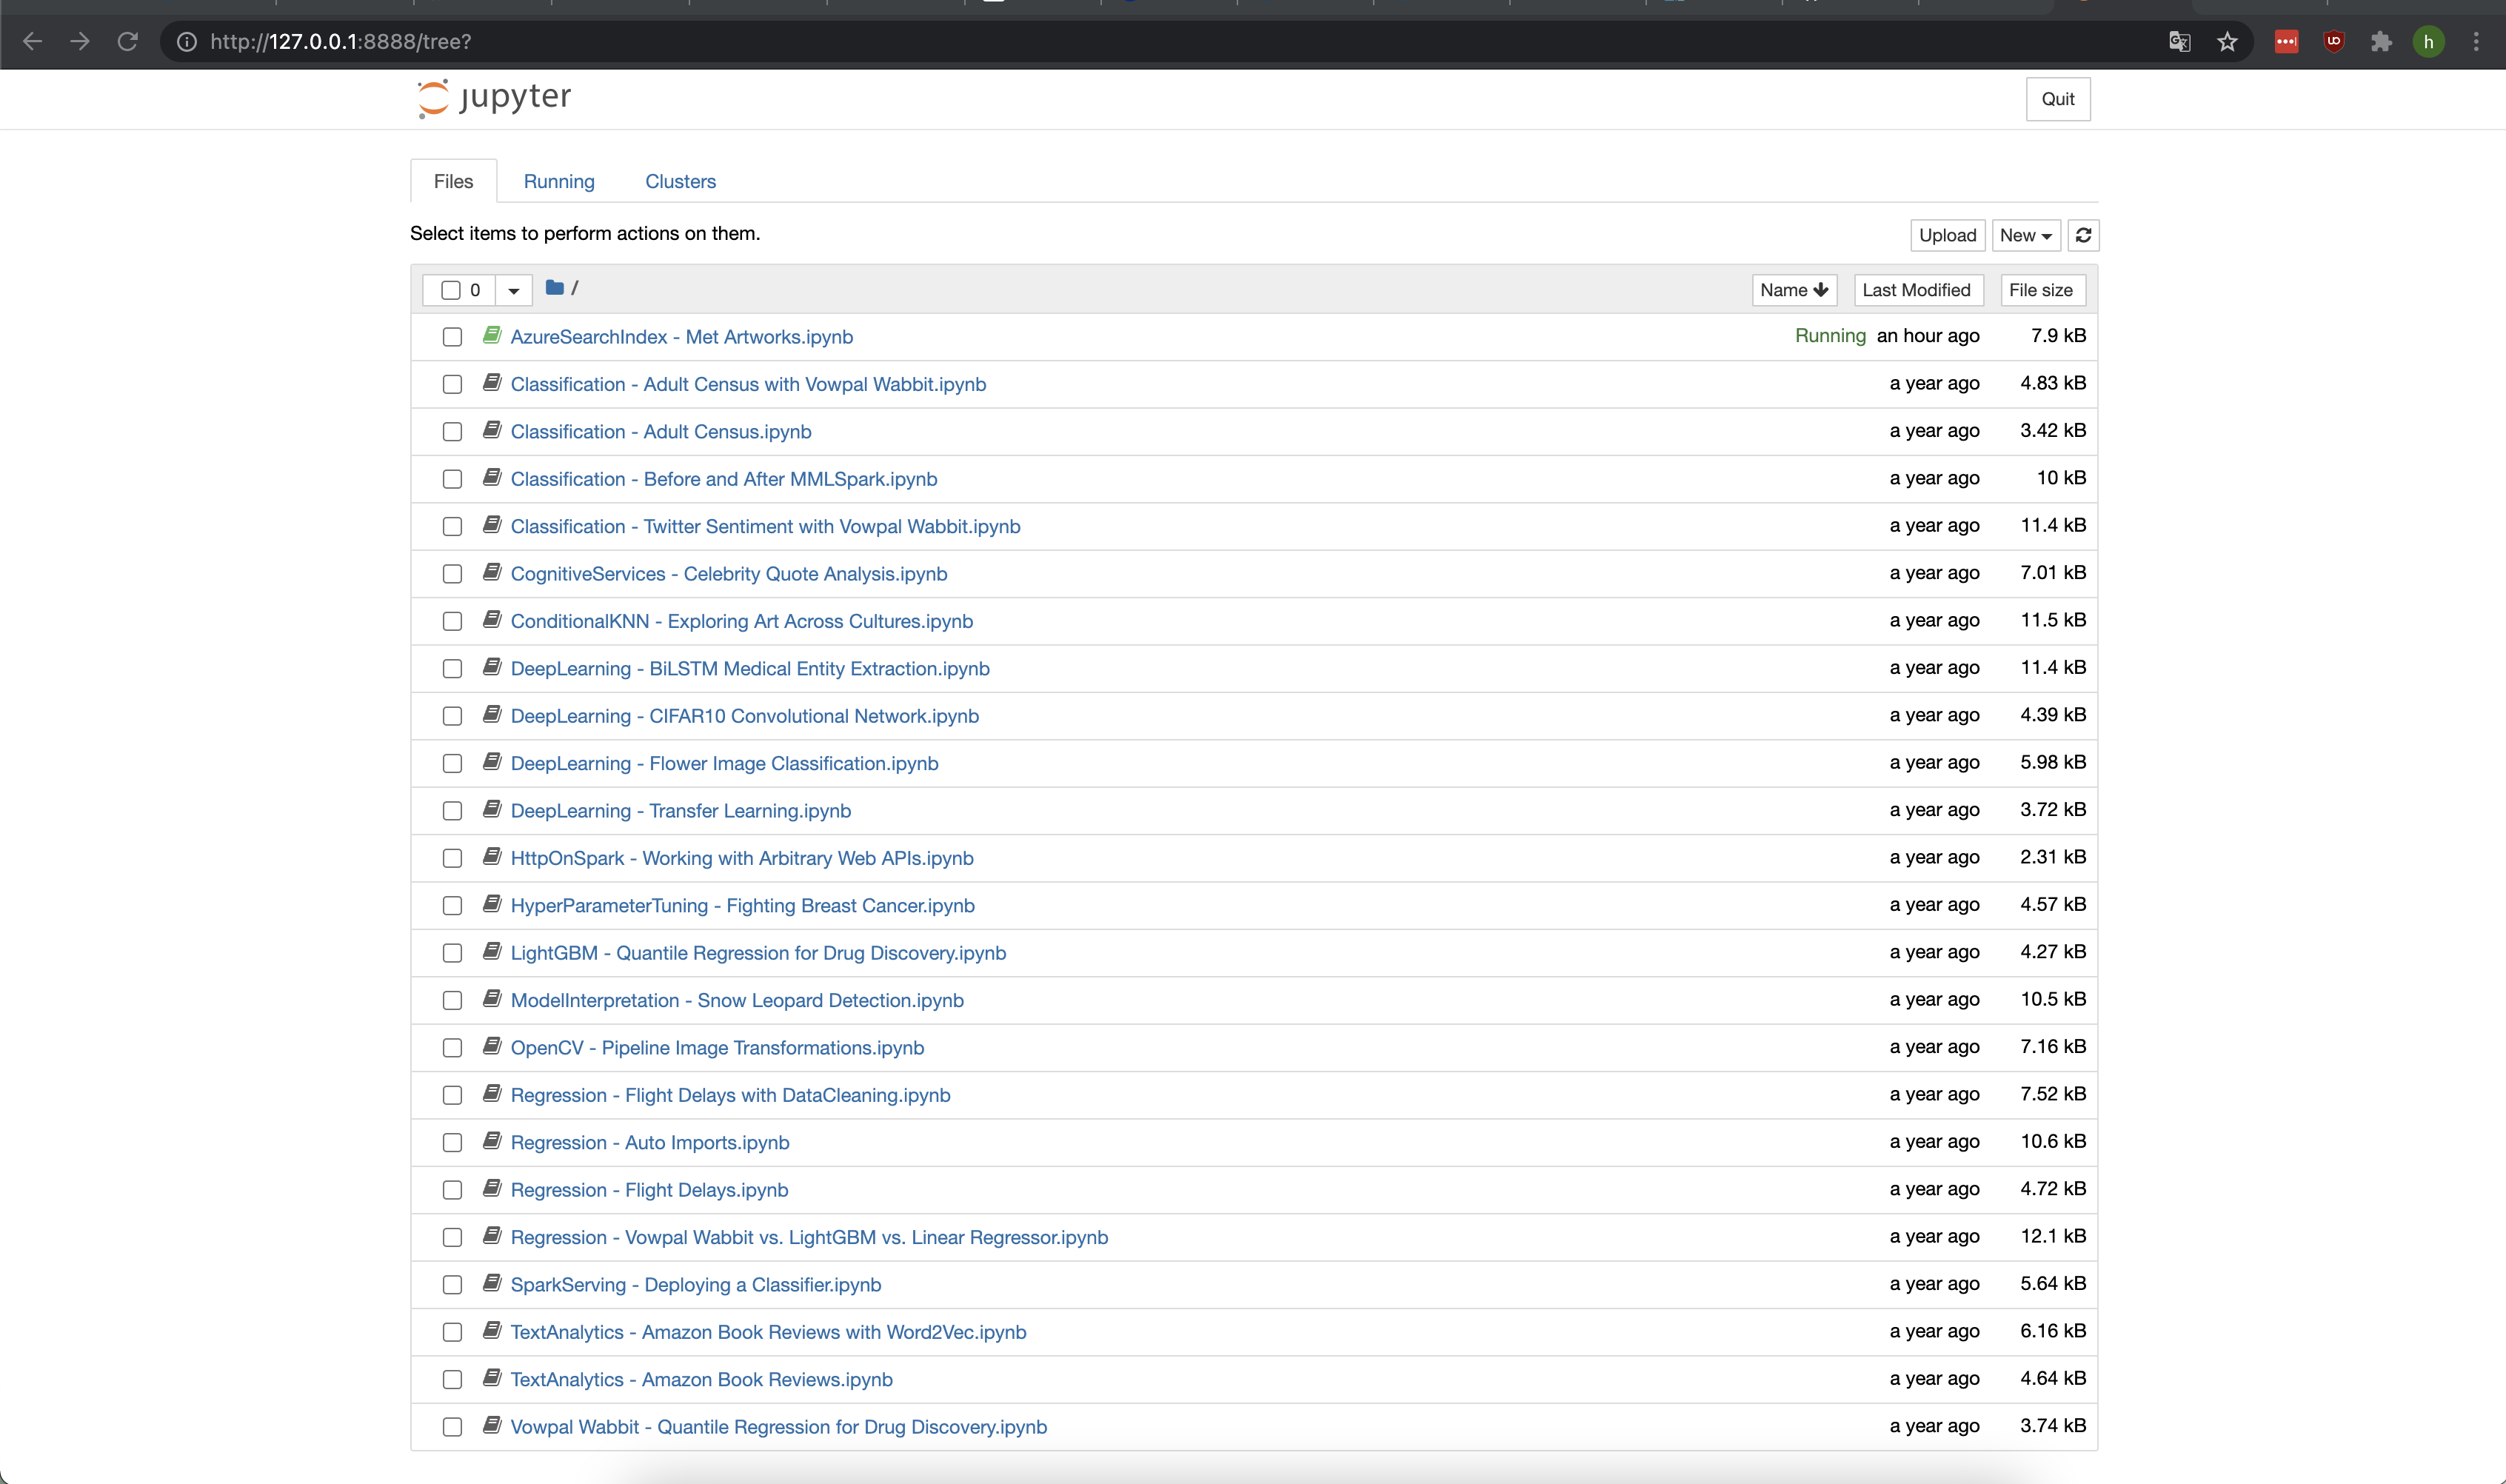 http://127.0.0.1:8888/tree?
h
jupyter
Quit
Files Running Clusters
Select items to perform actions on them.
Upload New
0 / Name Last Modified File size
AzureSearchIndex - Met Artworks.ipynb Running an hour ago 7.9 kB
Classification - Adult Census with Vowpal Wabbit.ipynb a year ago 4.83 kB
Classification - Adult Census.ipynb a year ago 3.42 kB
Classification - Before and After MMLSpark.ipynb a year ago 10 kB
Classification - Twitter Sentiment with Vowpal Wabbit.ipynb a year ago 11.4 kB
CognitiveServices - Celebrity Quote Analysis.ipynb a year ago 7.01 kB
ConditionalKNN - Exploring Art Across Cultures.ipynb a year ago 11.5 kB
DeepLearning - BiLSTM Medical Entity Extraction.ipynb a year ago 11.4 kB
DeepLearning - CIFAR10 Convolutional Network.ipynb a year ago 4.39 kB
DeepLearning - Flower Image Classification.ipynb a year ago 5.98 kB
DeepLearning - Transfer Learning.ipynb a year ago 3.72 kB
HttpOnSpark - Working with Arbitrary Web APIs.ipynb a year ago 2.31 kB
HyperParameterTuning - Fighting Breast Cancer.ipynb a year ago 4.57 kB
LightGBM - Quantile Regression for Drug Discovery.ipynb a year ago 4.27 kB
ModelInterpretation - Snow Leopard Detection.ipynb a year ago 10.5 kB
OpenCV - Pipeline Image Transformations.ipynb a year ago 7.16 kB
Regression - Flight Delays with DataCleaning.ipynb a year ago 7.52 kB
Regression - Auto Imports.ipynb a year ago 10.6 kB
Regression - Flight Delays.ipynb a year ago 4.72 kB
Regression - Vowpal Wabbit vs. LightGBM vs. Linear Regressor.ipynb a year ago 12.1 kB
SparkServing - Deploying a Classifier.ipynb a year ago 5.64 kB
TextAnalytics - Amazon Book Reviews with Word2Vec.ipynb a year ago 6.16 kB
TextAnalytics - Amazon Book Reviews.ipynb a year ago 4.64 kB
Vowpal Wabbit - Quantile Regression for Drug Discovery.ipynb a year ago 3.74 kB